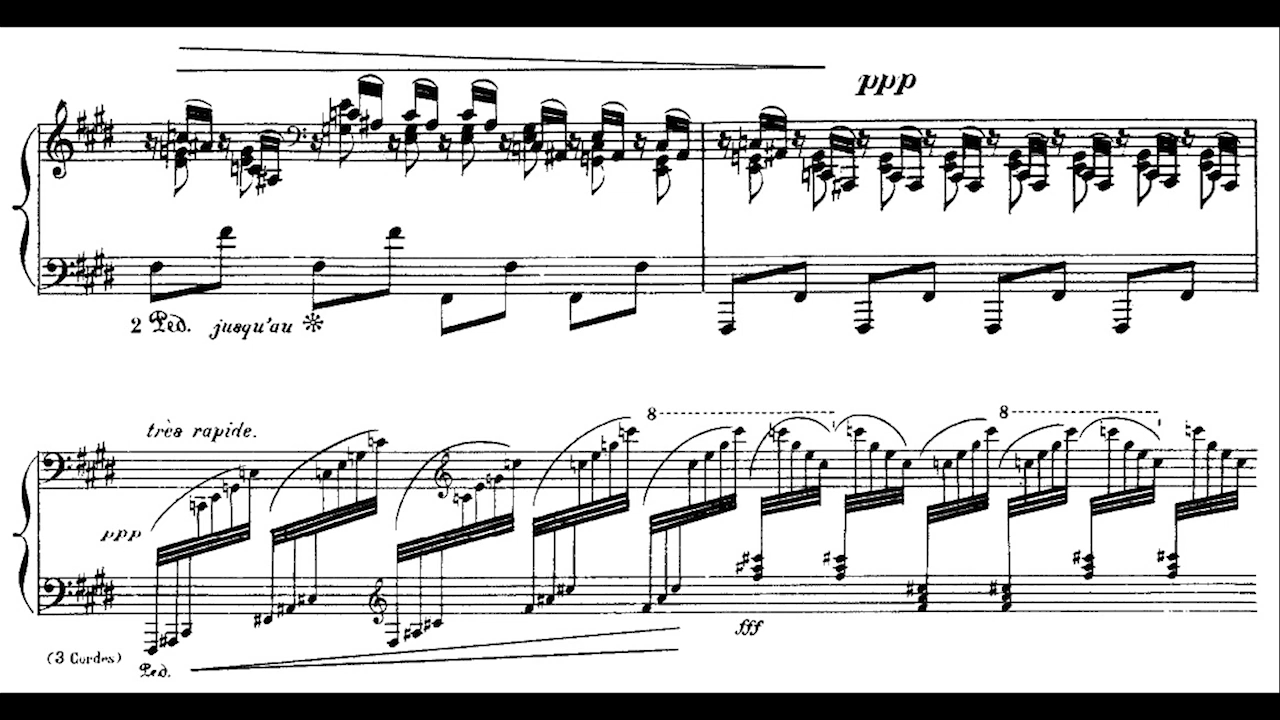 ppp
2 Ped. jusqu'au
très rapide.
8
8
ppp
fff
(3 Cordes)
Ped.